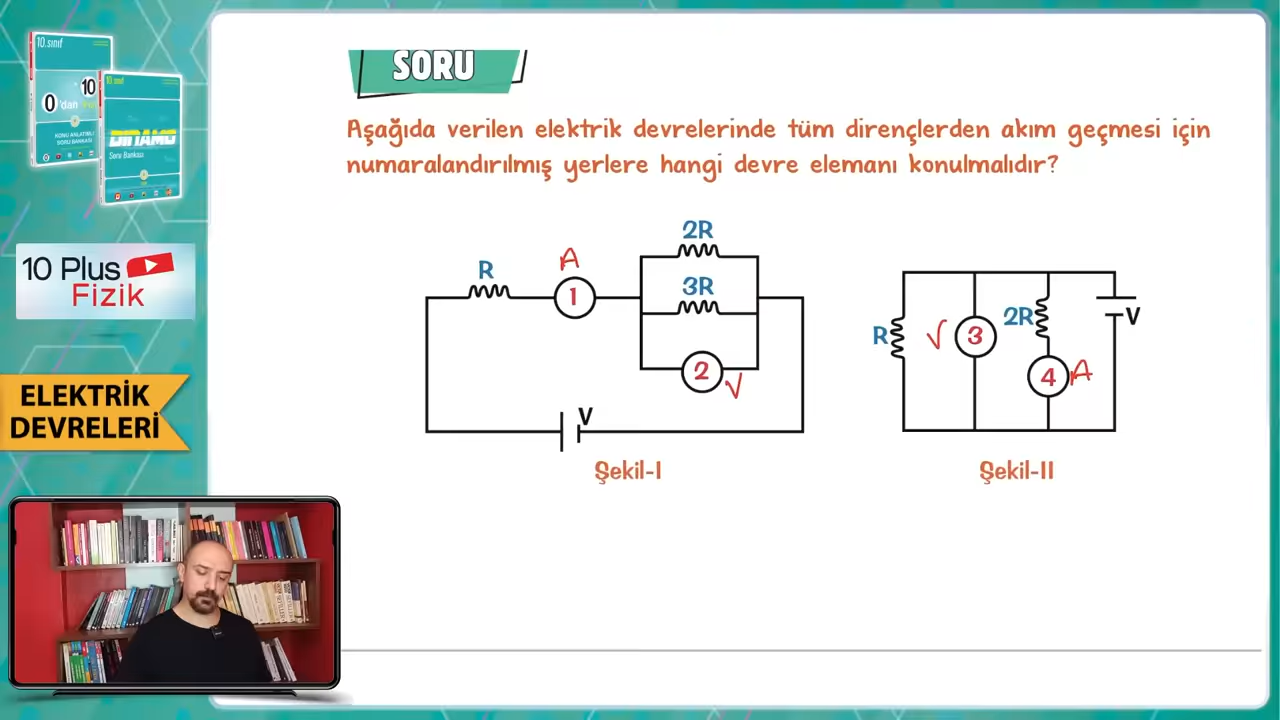 10.sınıf
0'dan 10
KONU ANLATIMLI
SORU BANKASI
10. sınıf
DİNAMO
Soru Bankası
10 Plus
Fizik
ELEKTRİK
DEVRELERİ
SORU
Aşağıda verilen elektrik devrelerinde tüm dirençlerden akım geçmesi için
numaralandırılmış yerlere hangi devre elemanı konulmalıdır?
2R
R
A
1
3R
2
V
V
Şekil-I
R
V
3
2R
4
A
V
Şekil-II